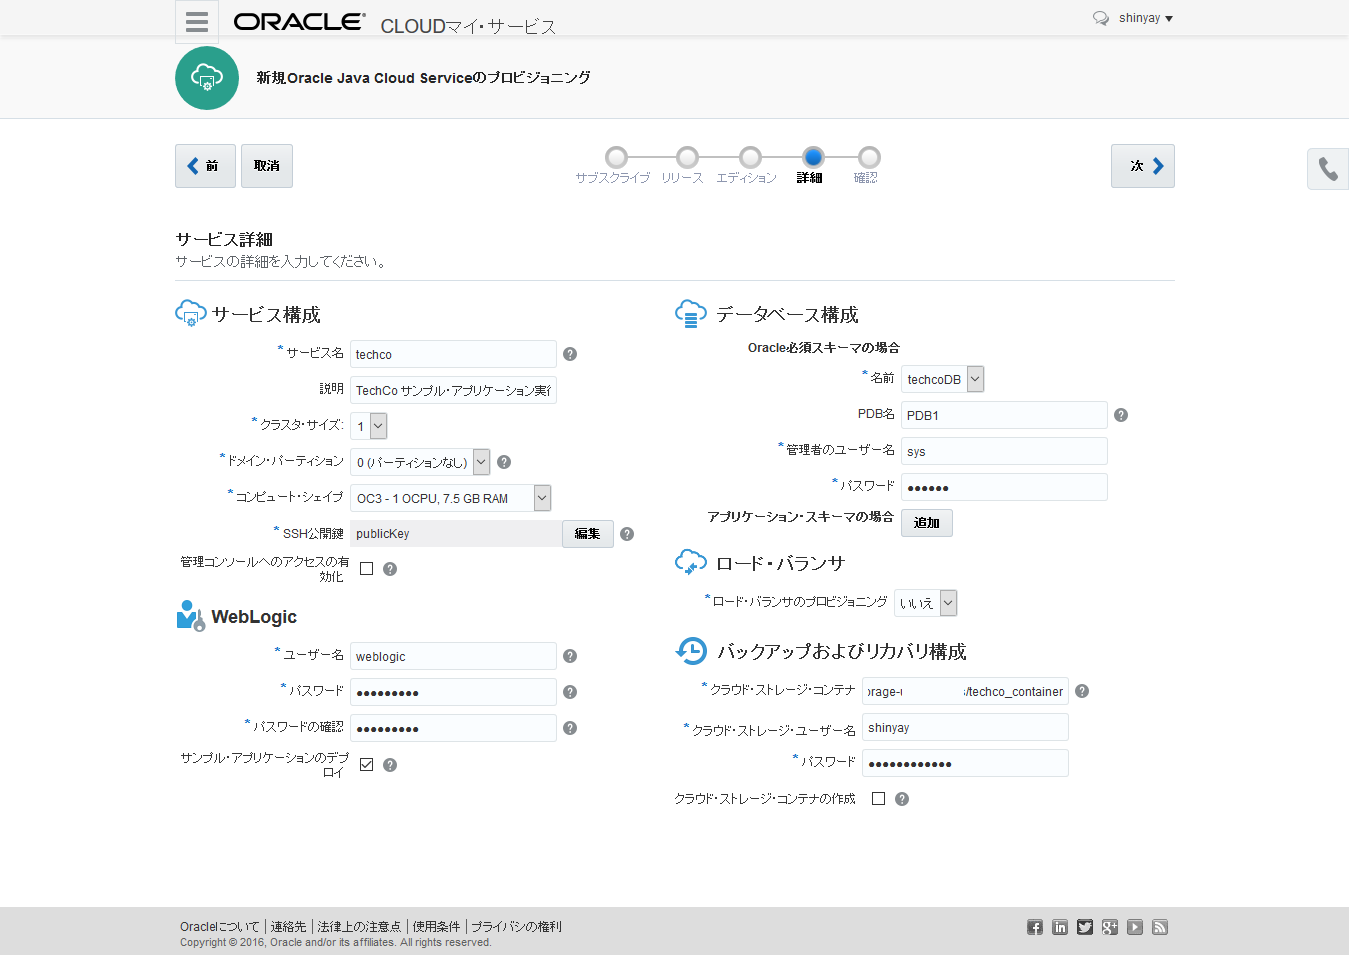 ORACLE CLOUDマイ・サービス
shinyay
新規Oracle Java Cloud Serviceのプロビジョニング
前
取消
サブスクライブ
リリース
エディション
詳細
確認
次
サービス詳細
サービスの詳細を入力してください。
サービス構成
* サービス名 techco
説明 TechCo サンプル・アプリケーション実行
* クラスタ・サイズ: 1
* ドメイン・パーティション 0 (パーティションなし)
* コンピュート・シェイプ OC3 - 1 OCPU, 7.5 GB RAM
* SSH公開鍵 publicKey 編集
管理コンソールへのアクセスの有
効化
WebLogic
* ユーザー名 weblogic
* パスワード ●●●●●●●●●
* パスワードの確認 ●●●●●●●●●
サンプル・アプリケーションのデプ
ロイ
データベース構成
Oracle必須スキーマの場合
* 名前 techcoDB
PDB名 PDB1
* 管理者のユーザー名 sys
* パスワード ●●●●●●
アプリケーション・スキーマの場合 追加
ロード・バランサ
* ロード・バランサのプロビジョニング いいえ
バックアップおよびリカバリ構成
* クラウド・ストレージ・コンテナ /techco_container
* クラウド・ストレージ・ユーザー名 shinyay
* パスワード ●●●●●●●●●●●●
クラウド・ストレージ・コンテナの作成
Oracleについて | 連絡先 | 法律上の注意点 | 使用条件 | プライバシの権利
Copyright © 2016, Oracle and/or its affiliates. All rights reserved.